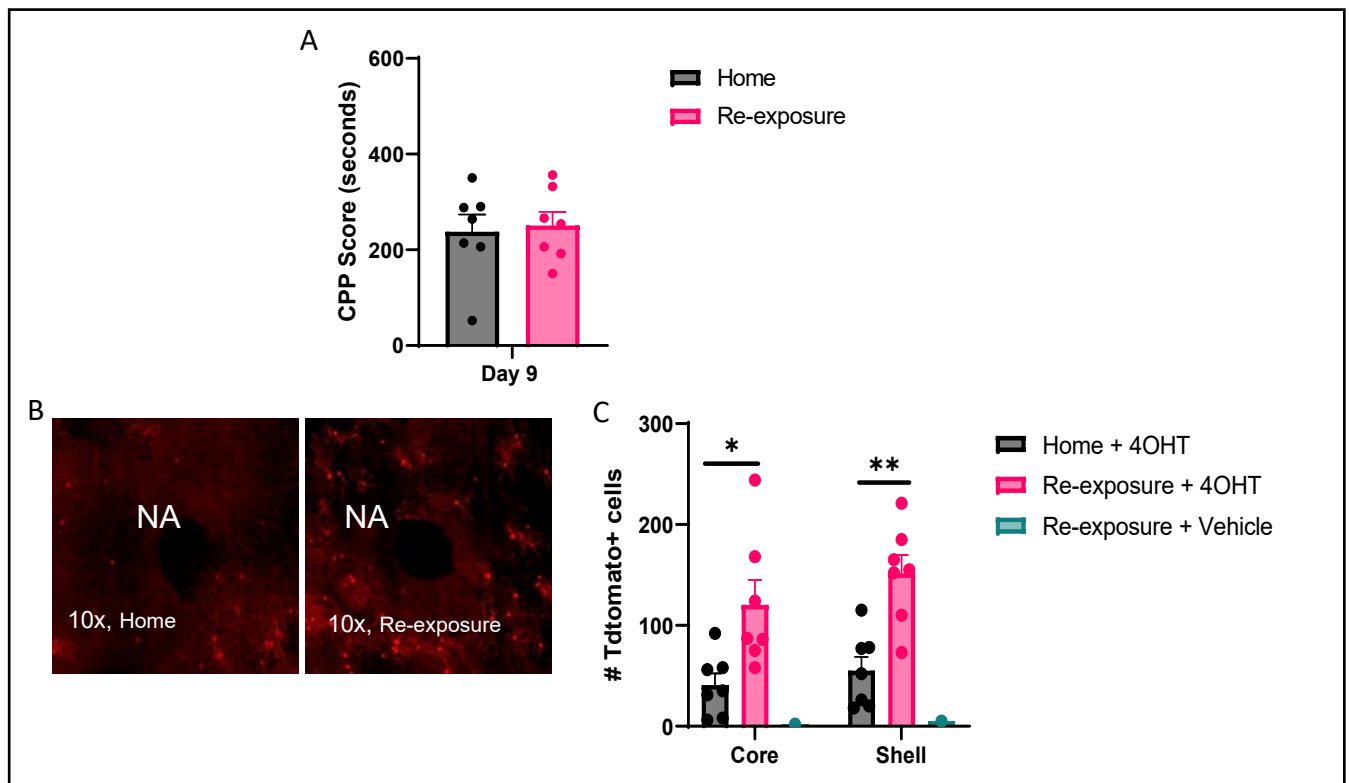 A
600
400
200
0
CPP Score (seconds)
Day 9
Home
Re-exposure
B
NA
10x, Home
NA
10x, Re-exposure
C
300
200
100
0
# Tdtomato+ cells
*
**
Core
Shell
Home + 4OHT
Re-exposure + 4OHT
Re-exposure + Vehicle